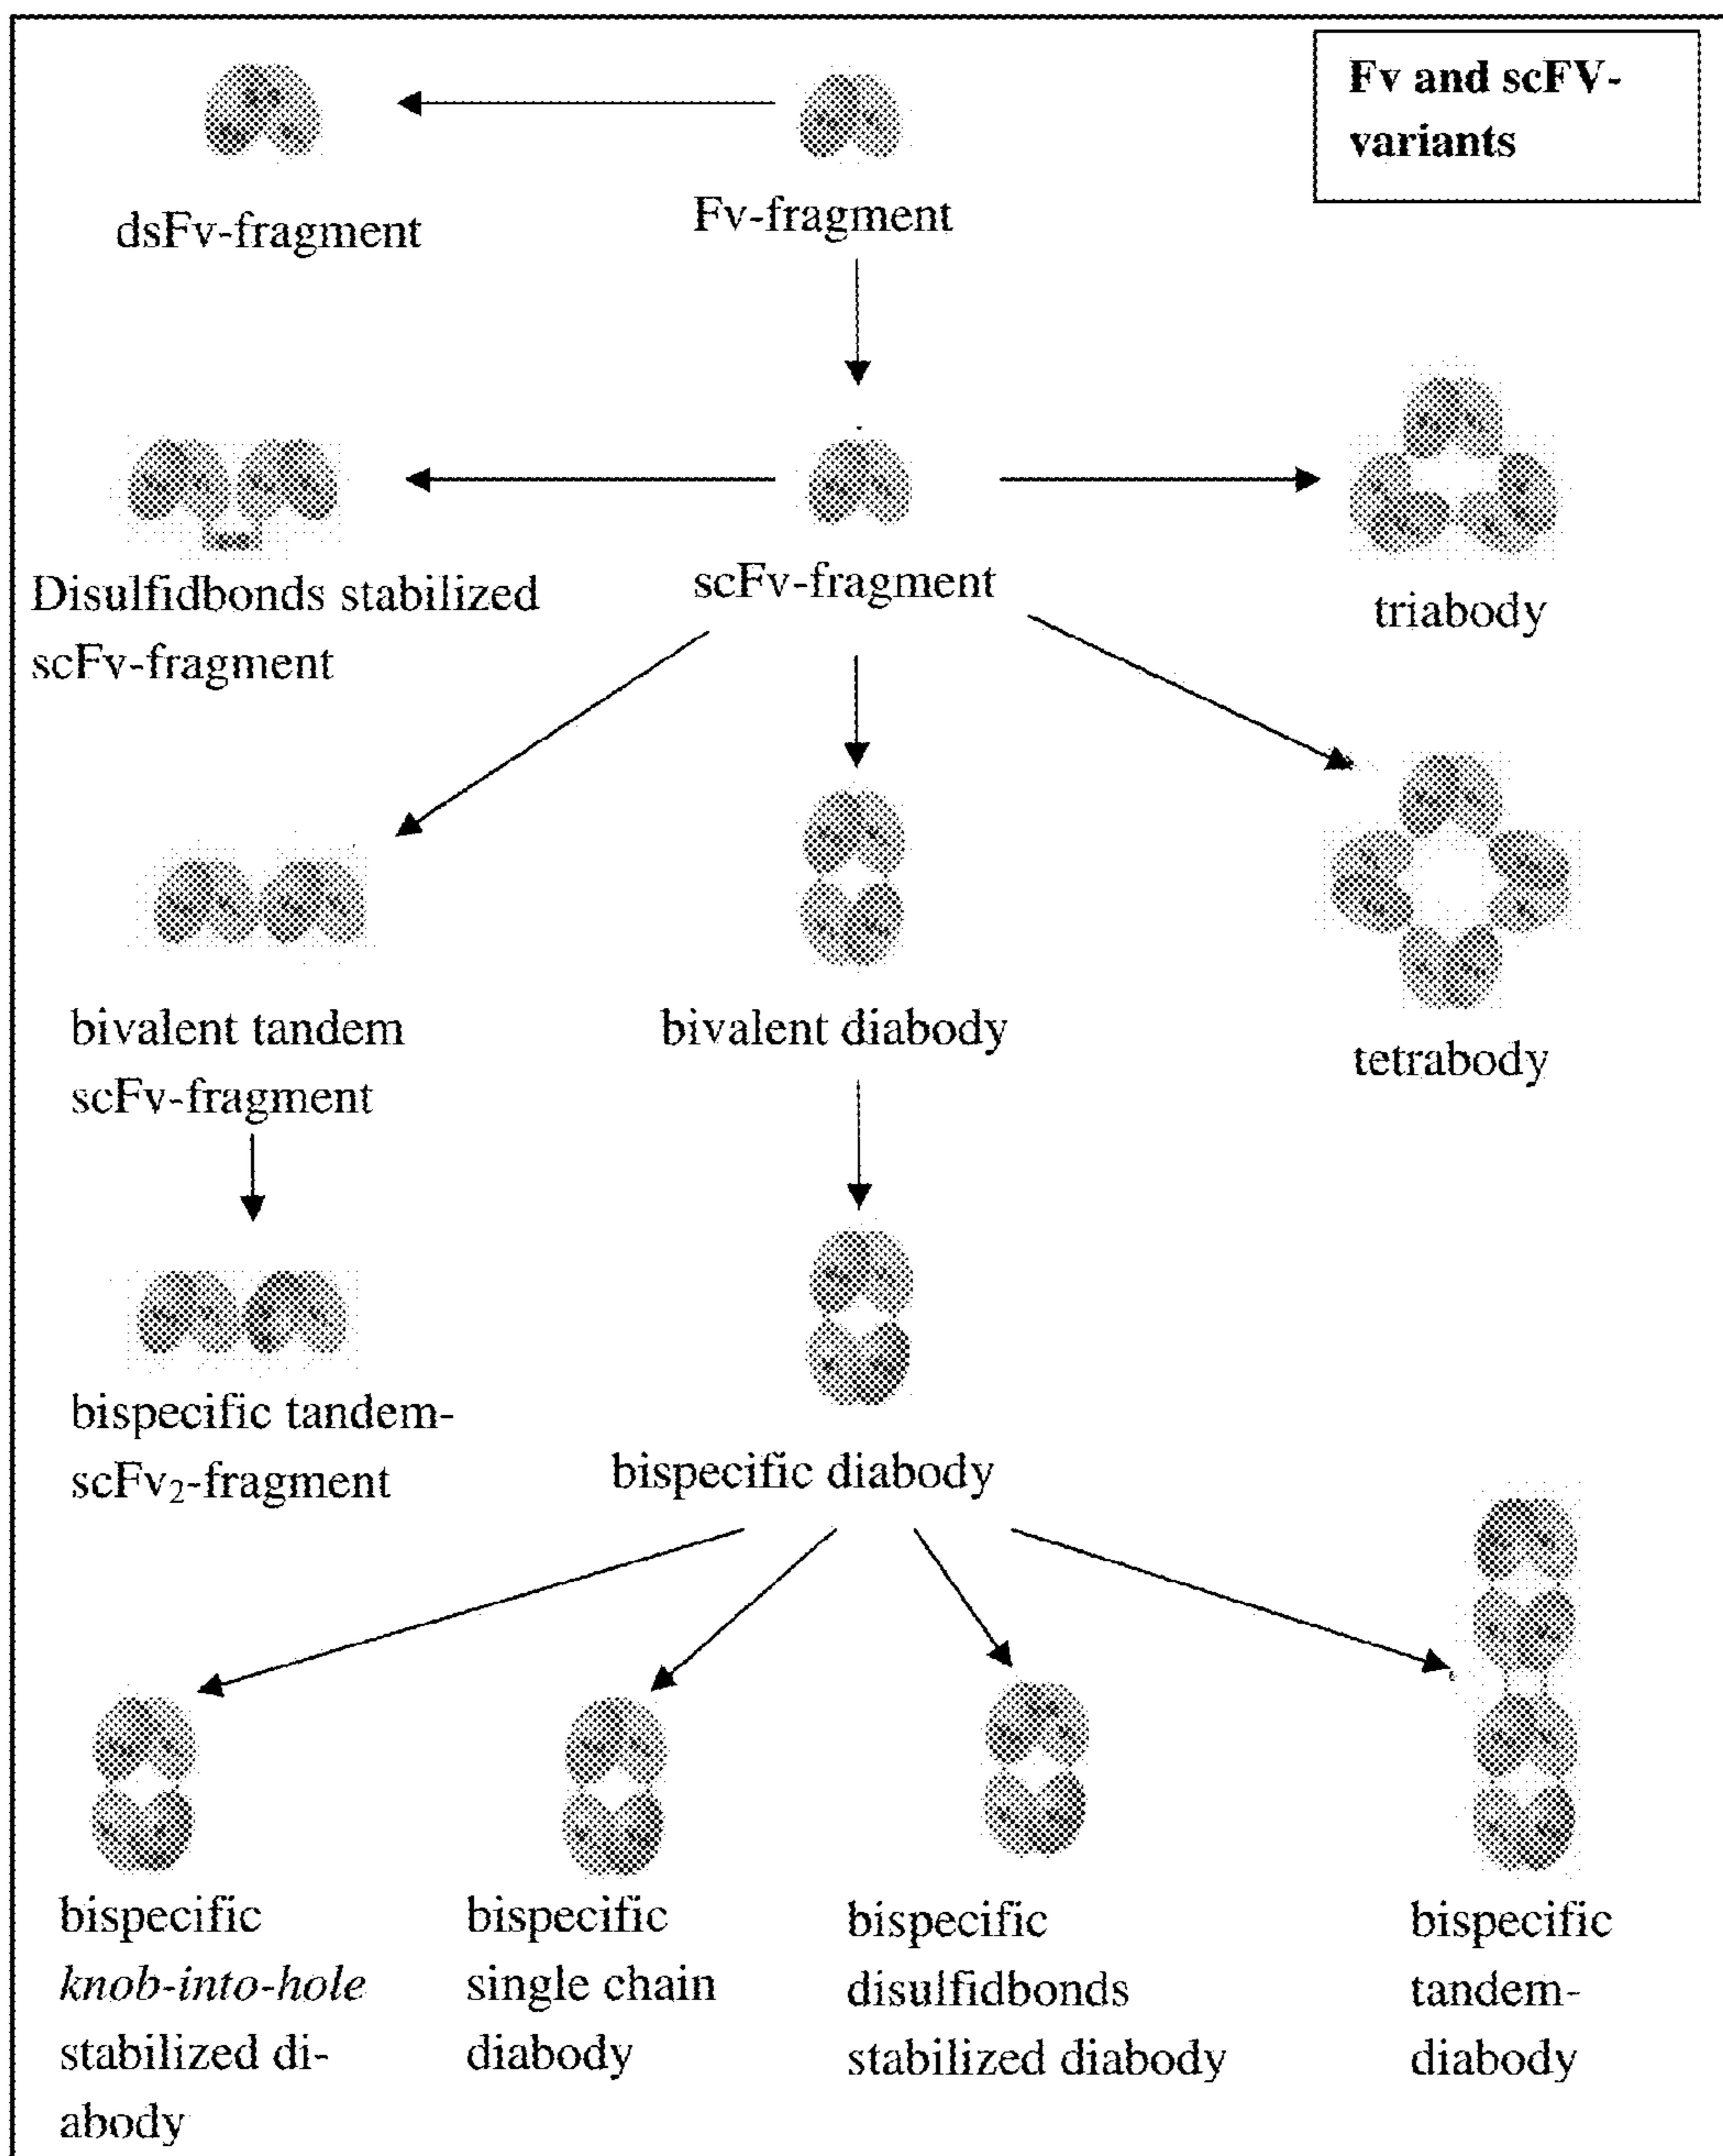 Fv and scFV-
variants
dsFv-fragment
Fv-fragment
Disulfidbonds stabilized
scFv-fragment
scFv-fragment
triabody
bivalent tandem
scFv-fragment
bivalent diabody
tetrabody
bispecific tandem-
scFv₂-fragment
bispecific diabody
bispecific
knob-into-hole
stabilized di-
abody
bispecific
single chain
diabody
bispecific
disulfidbonds
stabilized diabody
bispecific
tandem-
diabody